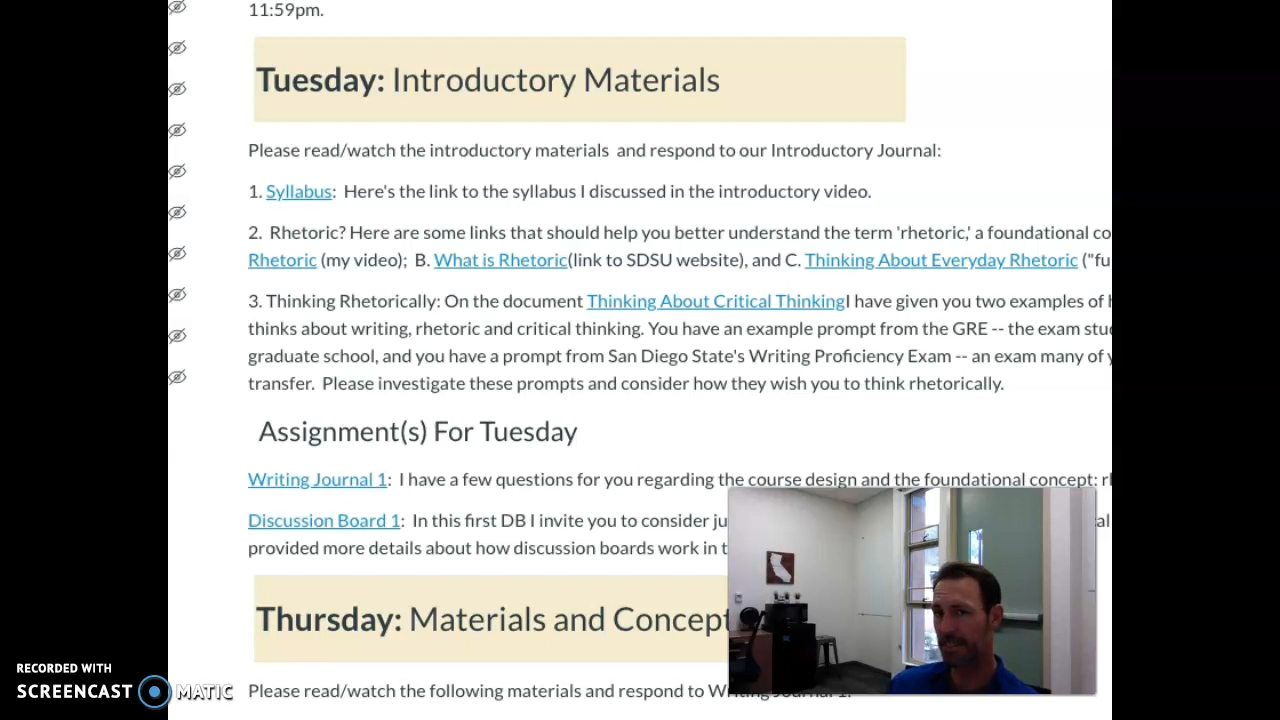 11:59pm.
Tuesday: Introductory Materials
Please read/watch the introductory materials  and respond to our Introductory Journal:
1. Syllabus:  Here's the link to the syllabus I discussed in the introductory video.
2.  Rhetoric? Here are some links that should help you better understand the term 'rhetoric,' a foundational co
Rhetoric (my video);  B. What is Rhetoric(link to SDSU website), and C. Thinking About Everyday Rhetoric ("fu
3. Thinking Rhetorically: On the document Thinking About Critical ThinkingI have given you two examples of
thinks about writing, rhetoric and critical thinking. You have an example prompt from the GRE -- the exam stu
graduate school, and you have a prompt from San Diego State's Writing Proficiency Exam -- an exam many of
transfer.  Please investigate these prompts and consider how they wish you to think rhetorically.
Assignment(s) For Tuesday
Writing Journal 1:  I have a few questions for you regarding the course design and the foundational concept:
Discussion Board 1:  In this first DB I invite you to consider ju
provided more details about how discussion boards work in t
Thursday: Materials and Concept
Please read/watch the following materials and respond to Writing Journal 1.
RECORDED WITH
SCREENCAST MATIC